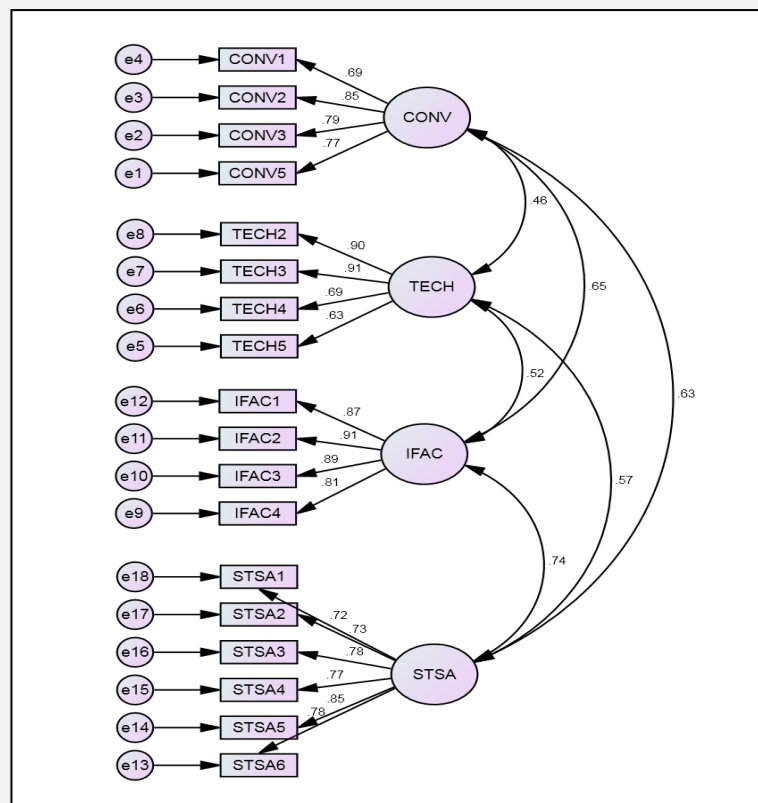 e4
CONV1
.69
e3
CONV2
.85
CONV
e2
CONV3
.79
e1
CONV5
.77
.46
e8
TECH2
.90
e7
TECH3
.91
TECH
.65
e6
TECH4
.69
e5
TECH5
.63
.52
.63
e12
IFAC1
.87
e11
IFAC2
.91
IFAC
e10
IFAC3
.89
.57
e9
IFAC4
.81
.74
e18
STSA1
.72
e17
STSA2
.73
e16
STSA3
.78
STSA
e15
STSA4
.77
e14
STSA5
.85
.78
e13
STSA6